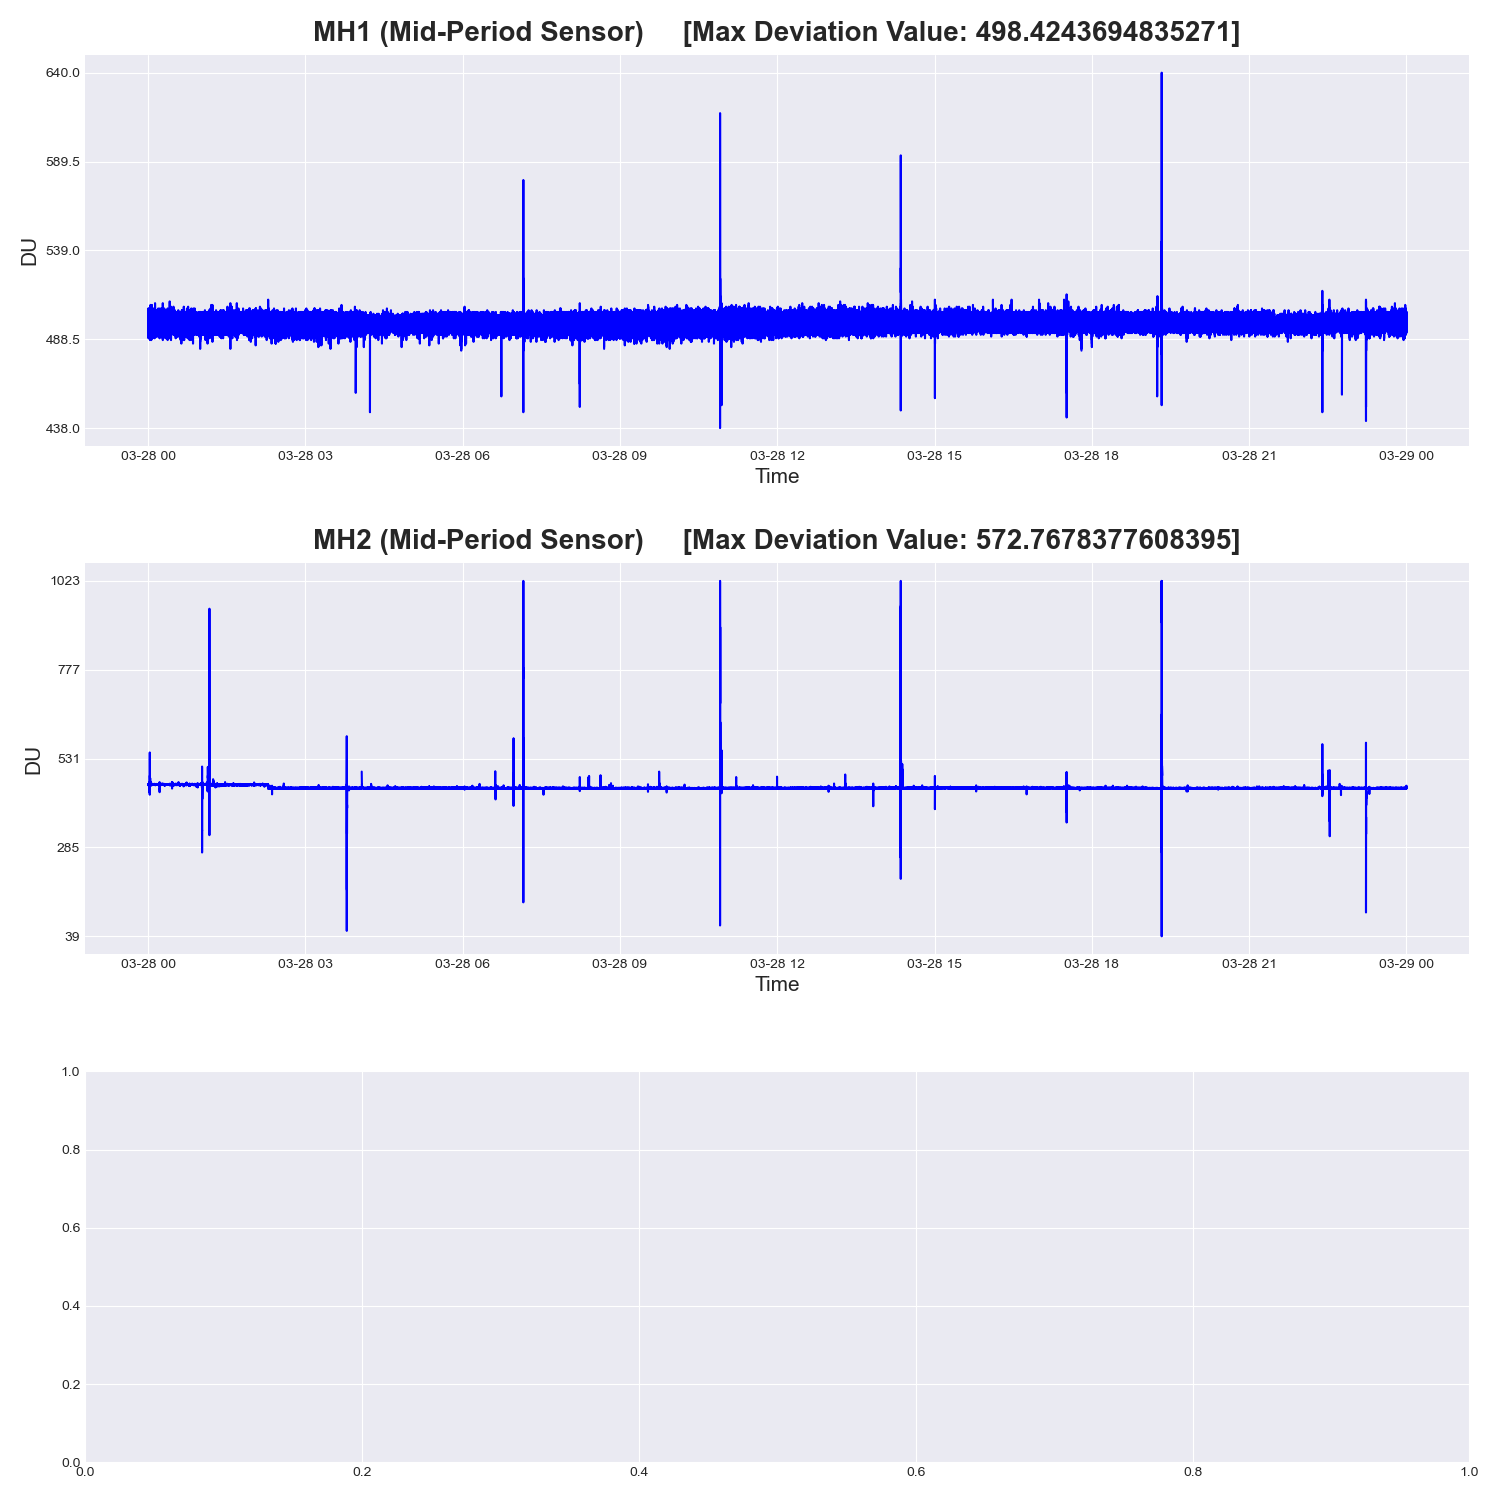 MH1 (Mid-Period Sensor) [Max Deviation Value: 498.4243694835271]
640.0
589.5
539.0
488.5
438.0
DU
03-28 00 03-28 03 03-28 06 03-28 09 03-28 12 03-28 15 03-28 18 03-28 21 03-29 00
Time
MH2 (Mid-Period Sensor) [Max Deviation Value: 572.7678377608395]
1023
777
531
285
39
DU
03-28 00 03-28 03 03-28 06 03-28 09 03-28 12 03-28 15 03-28 18 03-28 21 03-29 00
Time
1.0
0.8
0.6
0.4
0.2
0.0
0.0 0.2 0.4 0.6 0.8 1.0